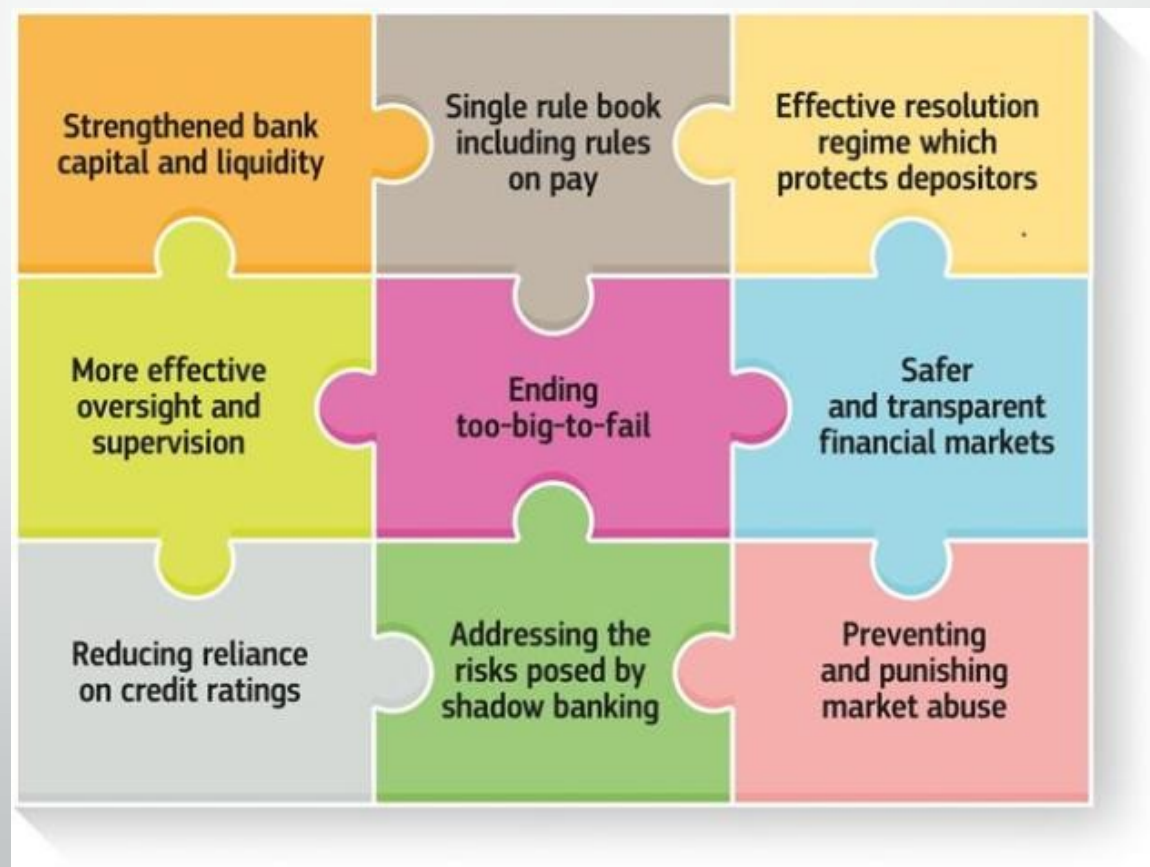 Strengthened bank
capital and liquidity
Single rule book
including rules
on pay
Effective resolution
regime which
protects depositors
More effective
oversight and
supervision
Ending
too-big-to-fail
Safer
and transparent
financial markets
Reducing reliance
on credit ratings
Addressing the
risks posed by
shadow banking
Preventing
and punishing
market abuse